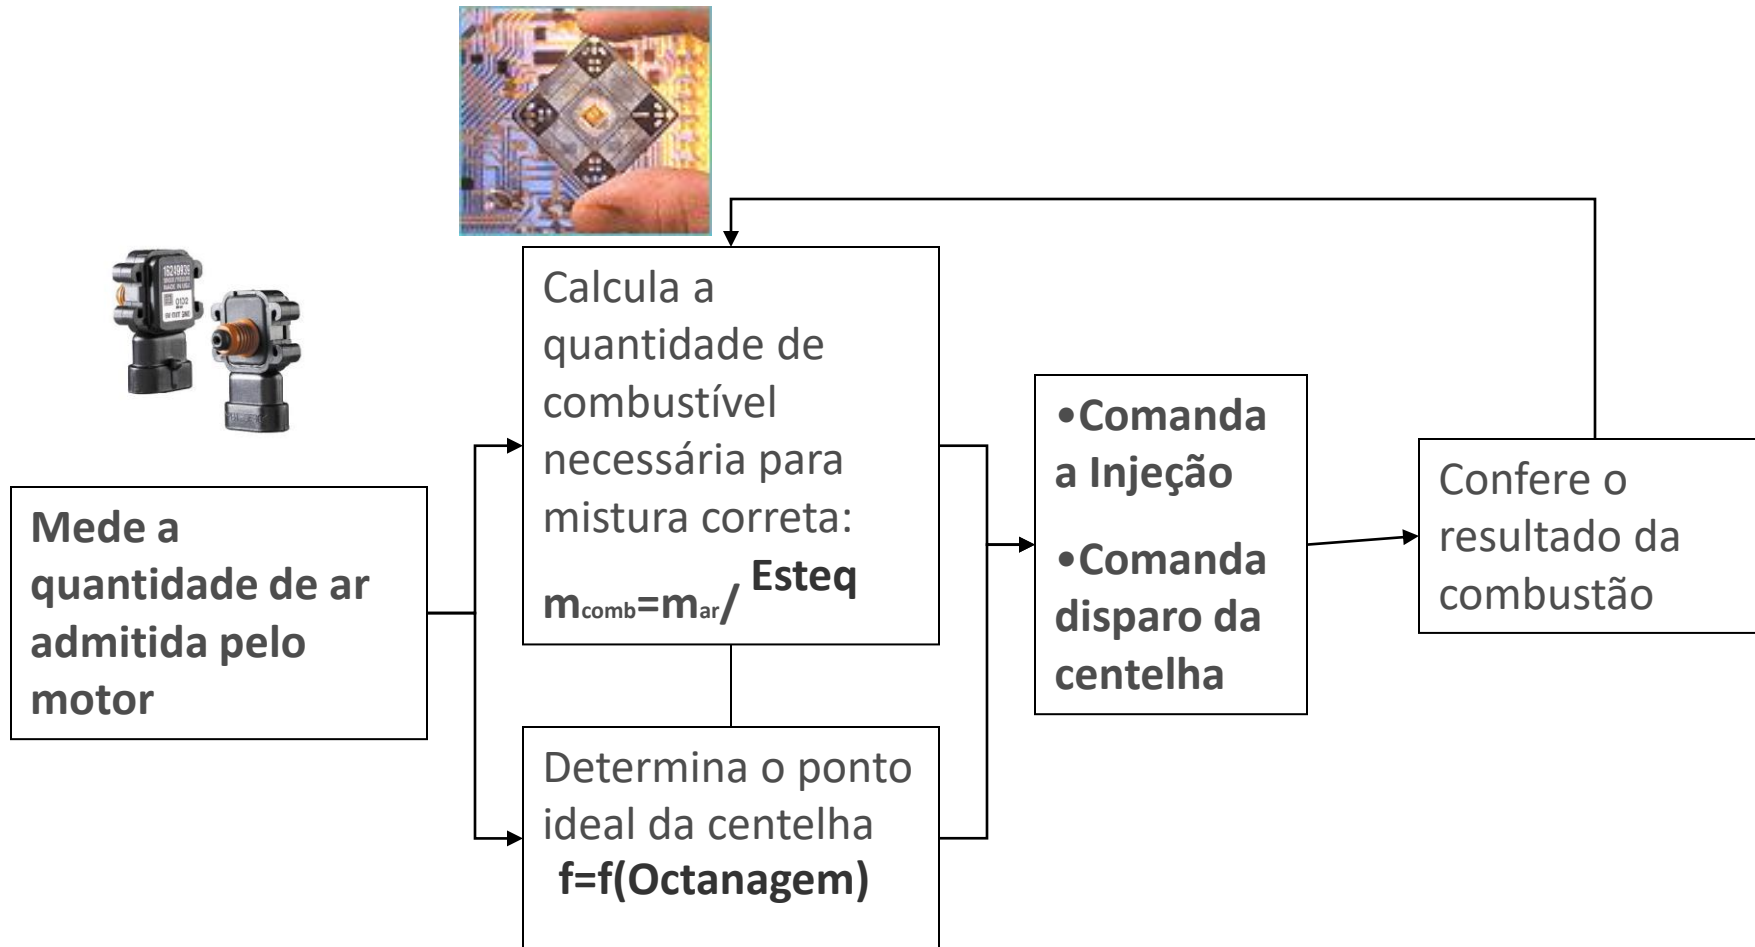 16249939
Mede a
quantidade de ar
admitida pelo
motor
Calcula a
quantidade de
combustível
necessária para
mistura correta:
mcomb=mar/ Esteq
Determina o ponto
ideal da centelha
f=f(Octanagem)
•Comanda
a Injeção
•Comanda
disparo da
centelha
Confere o
resultado da
combustão